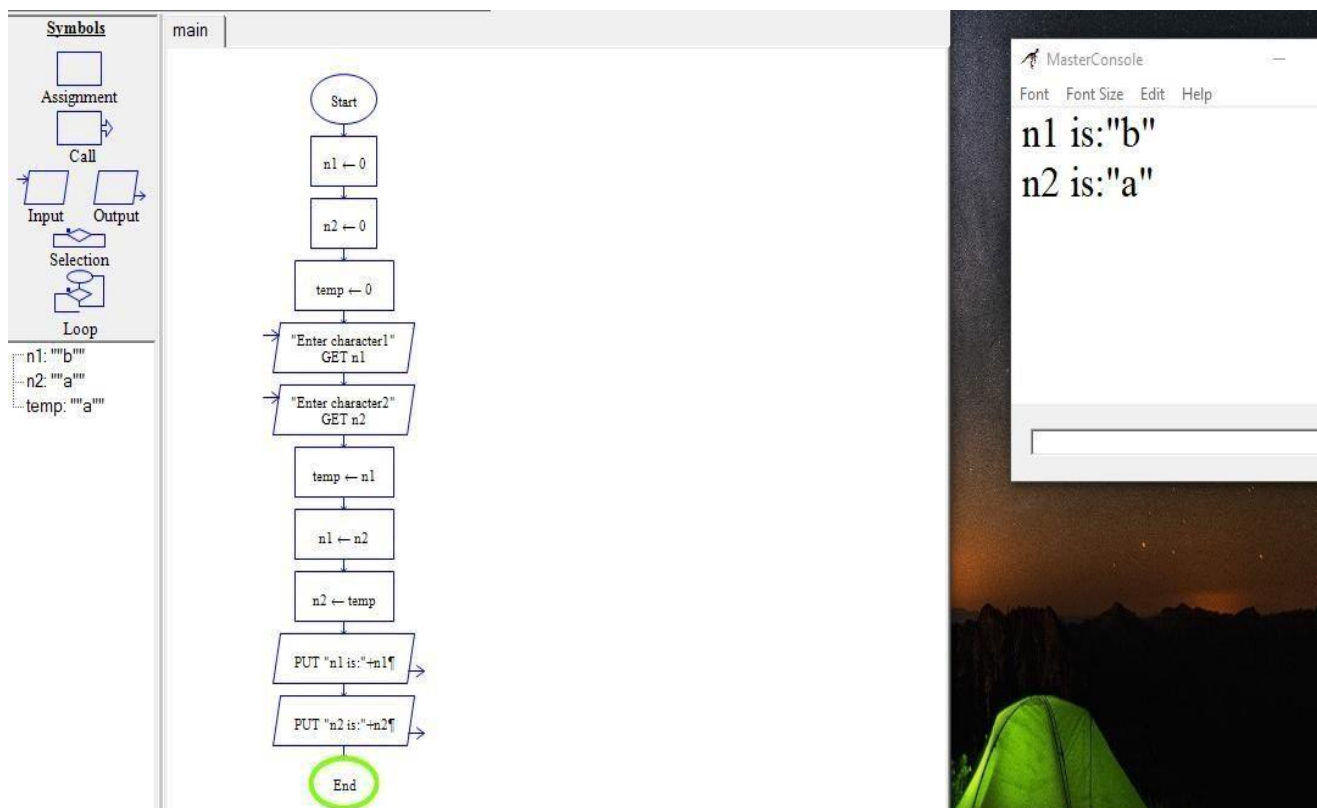 Symbols
Assignment
Call
Input Output
Selection
Loop
n1: ""b""
n2: ""a""
temp: ""a""
main
Start
n1 ← 0
n2 ← 0
temp ← 0
"Enter character1"
GET n1
"Enter character2"
GET n2
temp ← n1
n1 ← n2
n2 ← temp
PUT "n1 is:"+n1¶
PUT "n2 is:"+n2¶
End
MasterConsole
Font Font Size Edit Help
n1 is:"b"
n2 is:"a"